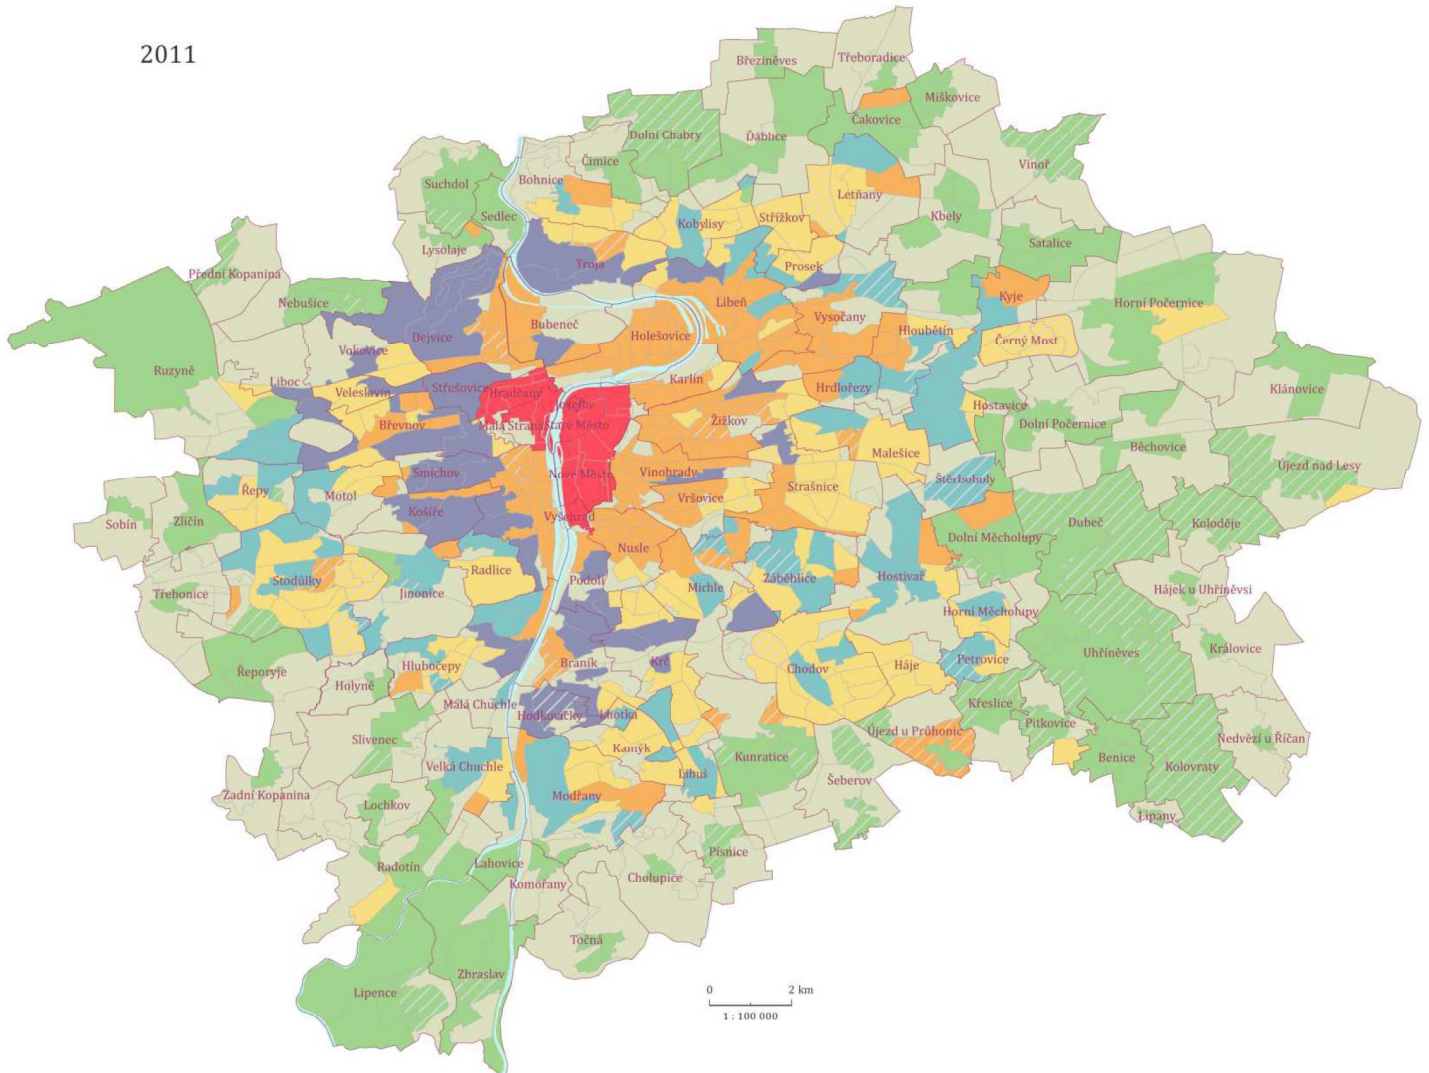 2011
Březiněves
Třeboradice
Miškovice
Čakovice
Dolní Chabry
Ďáblice
Vinoř
Čimice
Bohnice
Suchdol
Sedlec
Letňany
Kbely
Kobylisy
Střížkov
Satalice
Lysolaje
Troja
Prosek
Přední Kopanina
Nebušice
Kyje
Horní Počernice
Libeň
Vysočany
Bubeneč
Holešovice
Hloubětín
Černý Most
Dejvice
Vokovice
Ruzyně
Liboc
Veleslavín
Střešovice
Hradčany
Josefov
Karlín
Hrdlořezy
Klánovice
Hostavice
Dolní Počernice
Břevnov
Malá Strana
Staré Město
Žižkov
Malešice
Běchovice
Újezd nad Lesy
Smíchov
Nové Město
Vinohrady
Štěrboholy
Řepy
Motol
Strašnice
Košíře
Vršovice
Sobín
Zličín
Vyšehrad
Dubeč
Koloděje
Dolní Měcholupy
Nusle
Radlice
Podolí
Stodůlky
Záběhlice
Hostivař
Michle
Třebonice
Jinonice
Hájek u Uhříněvsi
Horní Měcholupy
Uhříněves
Královice
Petrovice
Hlubočepy
Braník
Krč
Chodov
Háje
Řeporyje
Holyně
Malá Chuchle
Křeslice
Hodkovičky
Lhotka
Pitkovice
Újezd u Průhonic
Slivenec
Nedvězí u Říčan
Kamýk
Kunratice
Benice
Kolovraty
Velká Chuchle
Libuš
Šeberov
Zadní Kopanina
Modřany
Lochkov
Lipany
Písnice
Radotín
Lahovice
Cholupice
Komořany
Točná
Zbraslav
Lipence
0 2 km
1 : 100 000